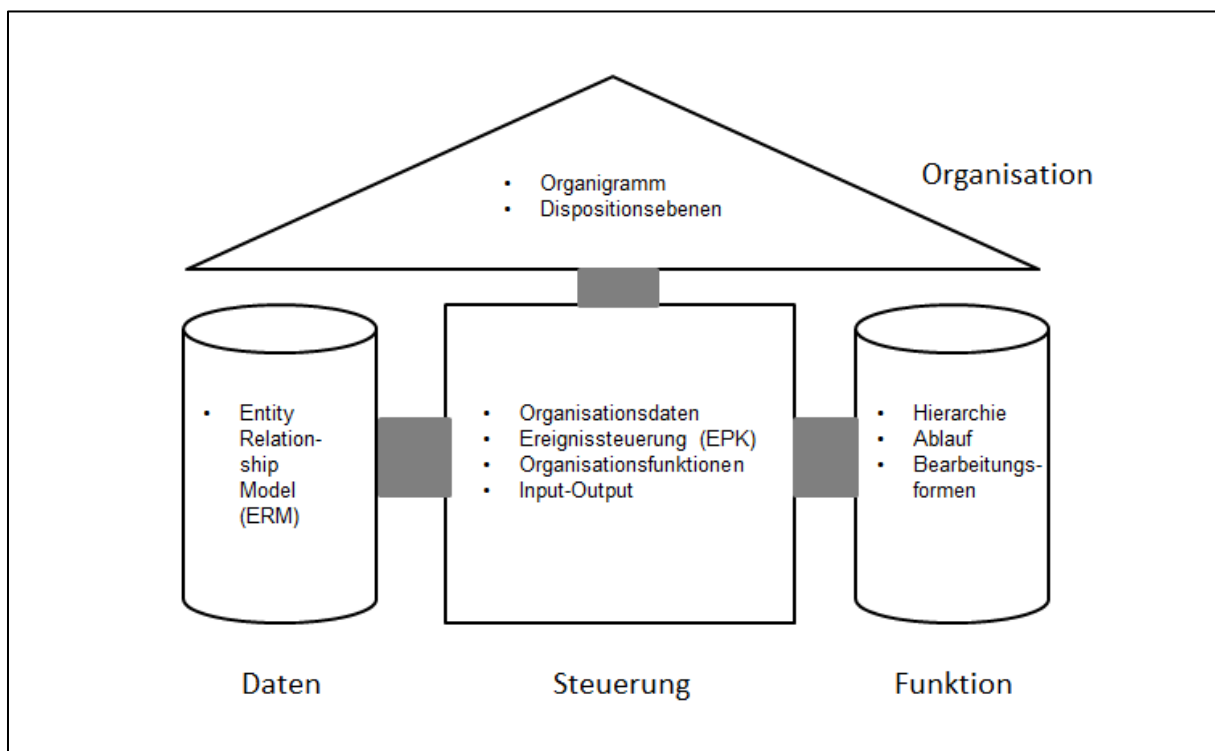 Organisation
• Organigramm
• Dispositionsebenen
• Entity
Relation-
ship
Model
(ERM)
• Organisationsdaten
• Ereignissteuerung (EPK)
• Organisationsfunktionen
• Input-Output
• Hierarchie
• Ablauf
• Bearbeitungs-
formen
Daten
Steuerung
Funktion